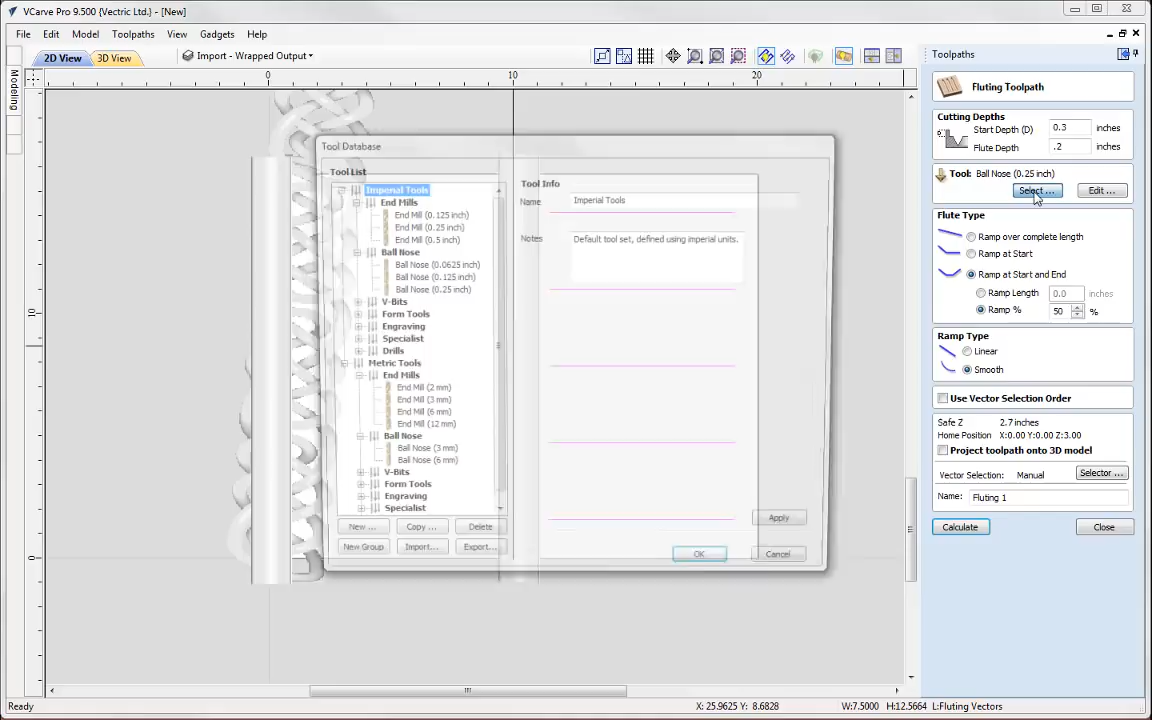 VCarve Pro 9.500 {Vectric Ltd.} - [New]
File Edit Model Toolpaths View Gadgets Help
2D View 3D View Import - Wrapped Output
Modeling
0 10 20
10
0
Tool Database
Tool List
Imperial Tools
End Mills
End Mill (0.125 inch)
End Mill (0.25 inch)
End Mill (0.5 inch)
Ball Nose
Ball Nose (0.0625 inch)
Ball Nose (0.125 inch)
Ball Nose (0.25 inch)
V-Bits
Form Tools
Engraving
Specialist
Drills
Metric Tools
End Mills
End Mill (2 mm)
End Mill (3 mm)
End Mill (6 mm)
End Mill (12 mm)
Ball Nose
Ball Nose (3 mm)
Ball Nose (6 mm)
V-Bits
Form Tools
Engraving
Specialist
New ... Copy ... Delete
New Group Import... Export...
Tool Info
Name Imperial Tools
Notes Default tool set, defined using imperial units.
Apply
OK Cancel
Toolpaths
Fluting Toolpath
Cutting Depths
Start Depth (D) 0.3 inches
Flute Depth .2 inches
Tool: Ball Nose (0.25 inch)
Select ... Edit ...
Flute Type
Ramp over complete length
Ramp at Start
Ramp at Start and End
Ramp Length 0.0 inches
Ramp % 50 %
Ramp Type
Linear
Smooth
Use Vector Selection Order
Safe Z 2.7 inches
Home Position X:0.00 Y:0.00 Z:3.00
Project toolpath onto 3D model
Vector Selection: Manual Selector ...
Name: Fluting 1
Calculate Close
Ready X: 25.9625 Y: 8.6828 W:7.5000 H:12.5664 L:Fluting Vectors